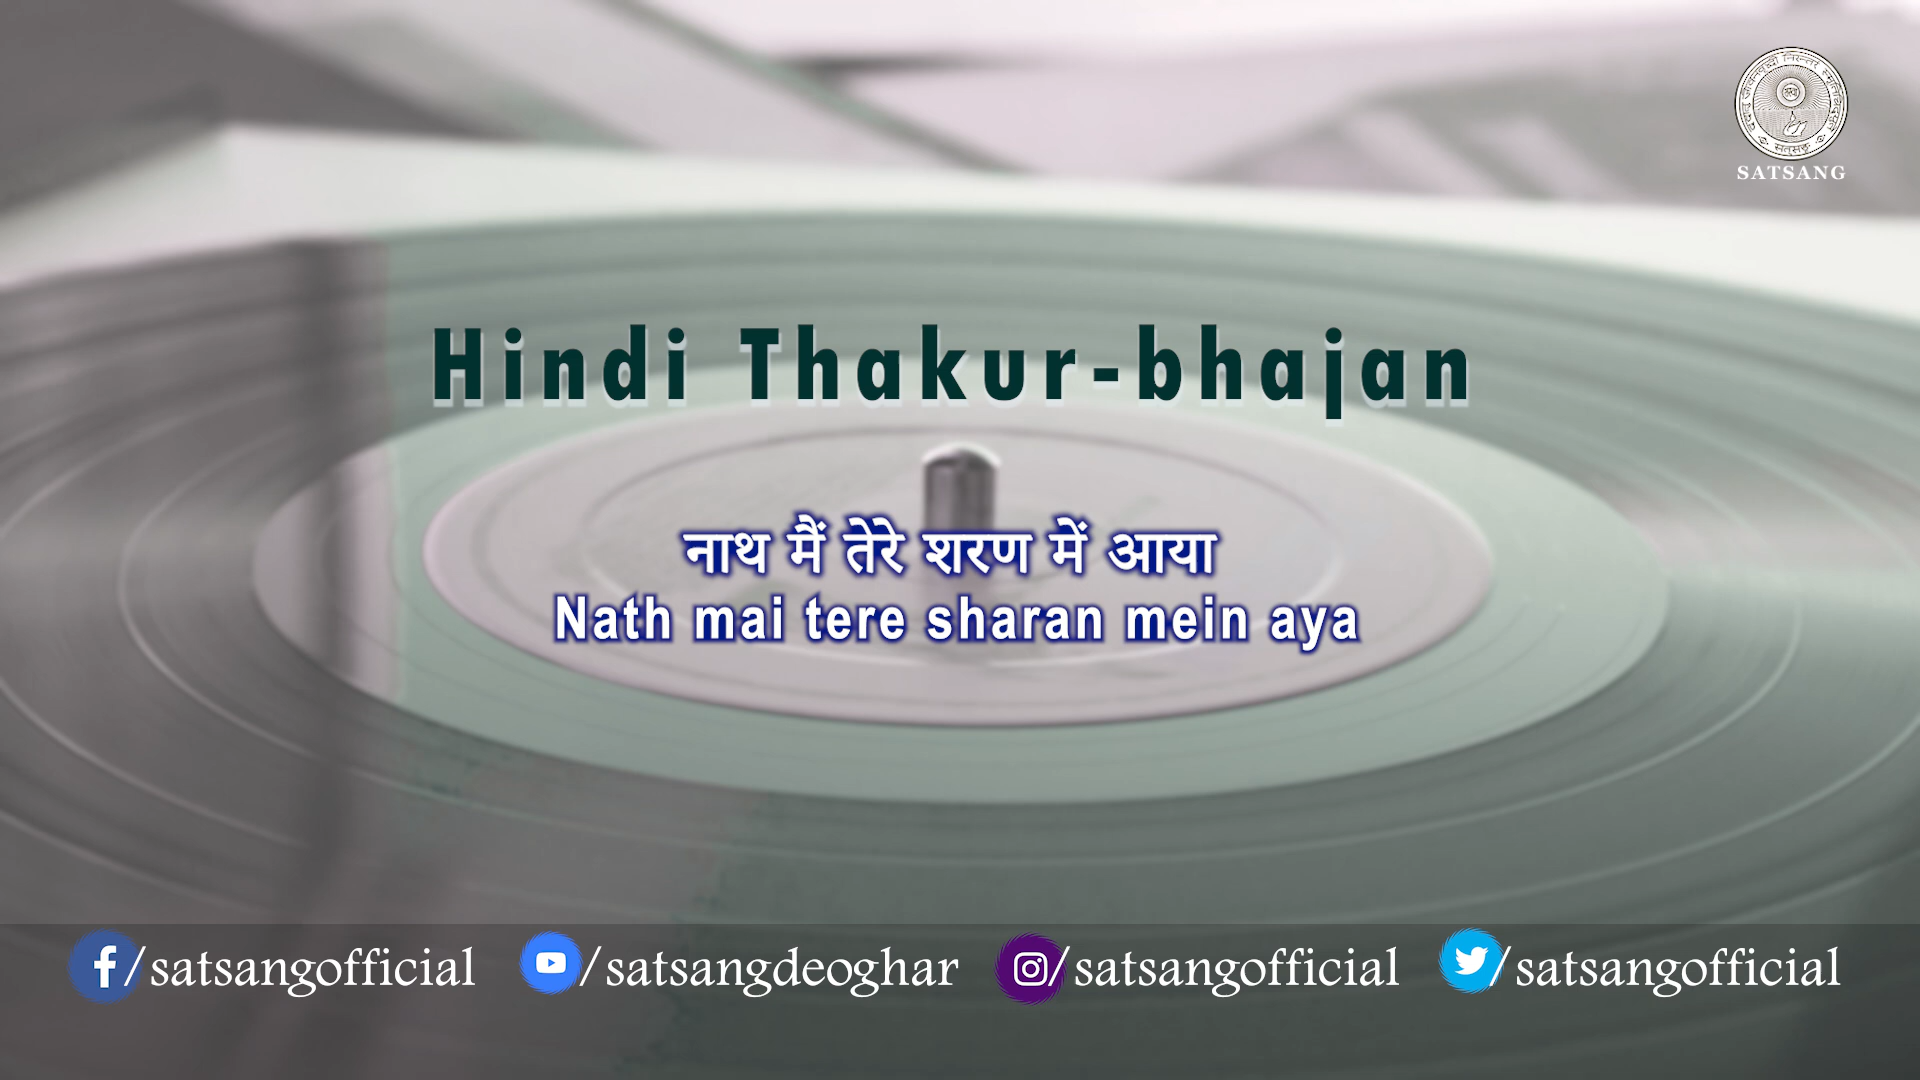 SATSANG
Hindi Thakur-bhajan
नाथ मैं तेरे शरण में आया
Nath mai tere sharan mein aya
/satsangofficial /satsangdeoghar /satsangofficial /satsangofficial